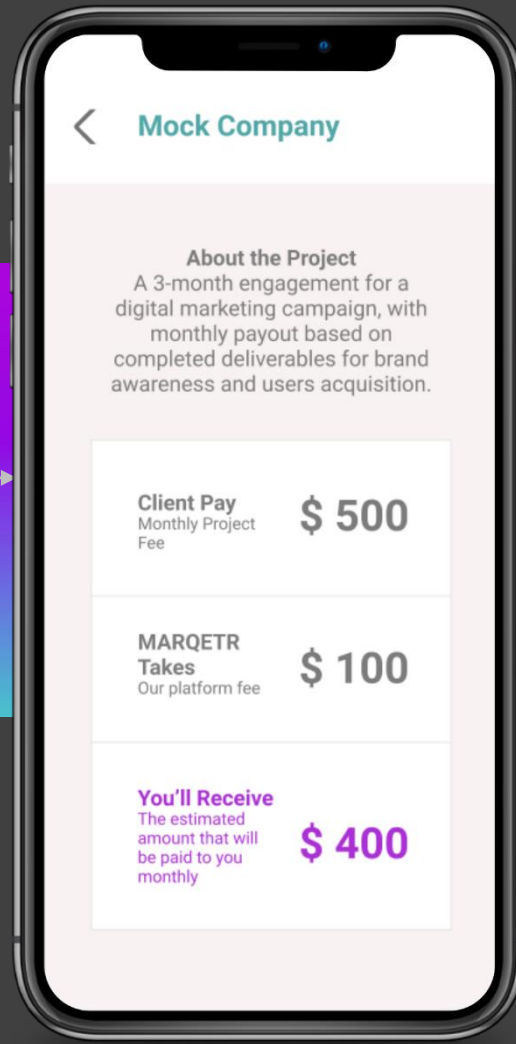 Mock Company
About the Project
A 3-month engagement for a
digital marketing campaign, with
monthly payout based on
completed deliverables for brand
awareness and users acquisition.
Client Pay
Monthly Project
Fee
$ 500
MARQETR
Takes
Our platform fee
$ 100
You'll Receive
The estimated
amount that will
be paid to you
monthly
$ 400